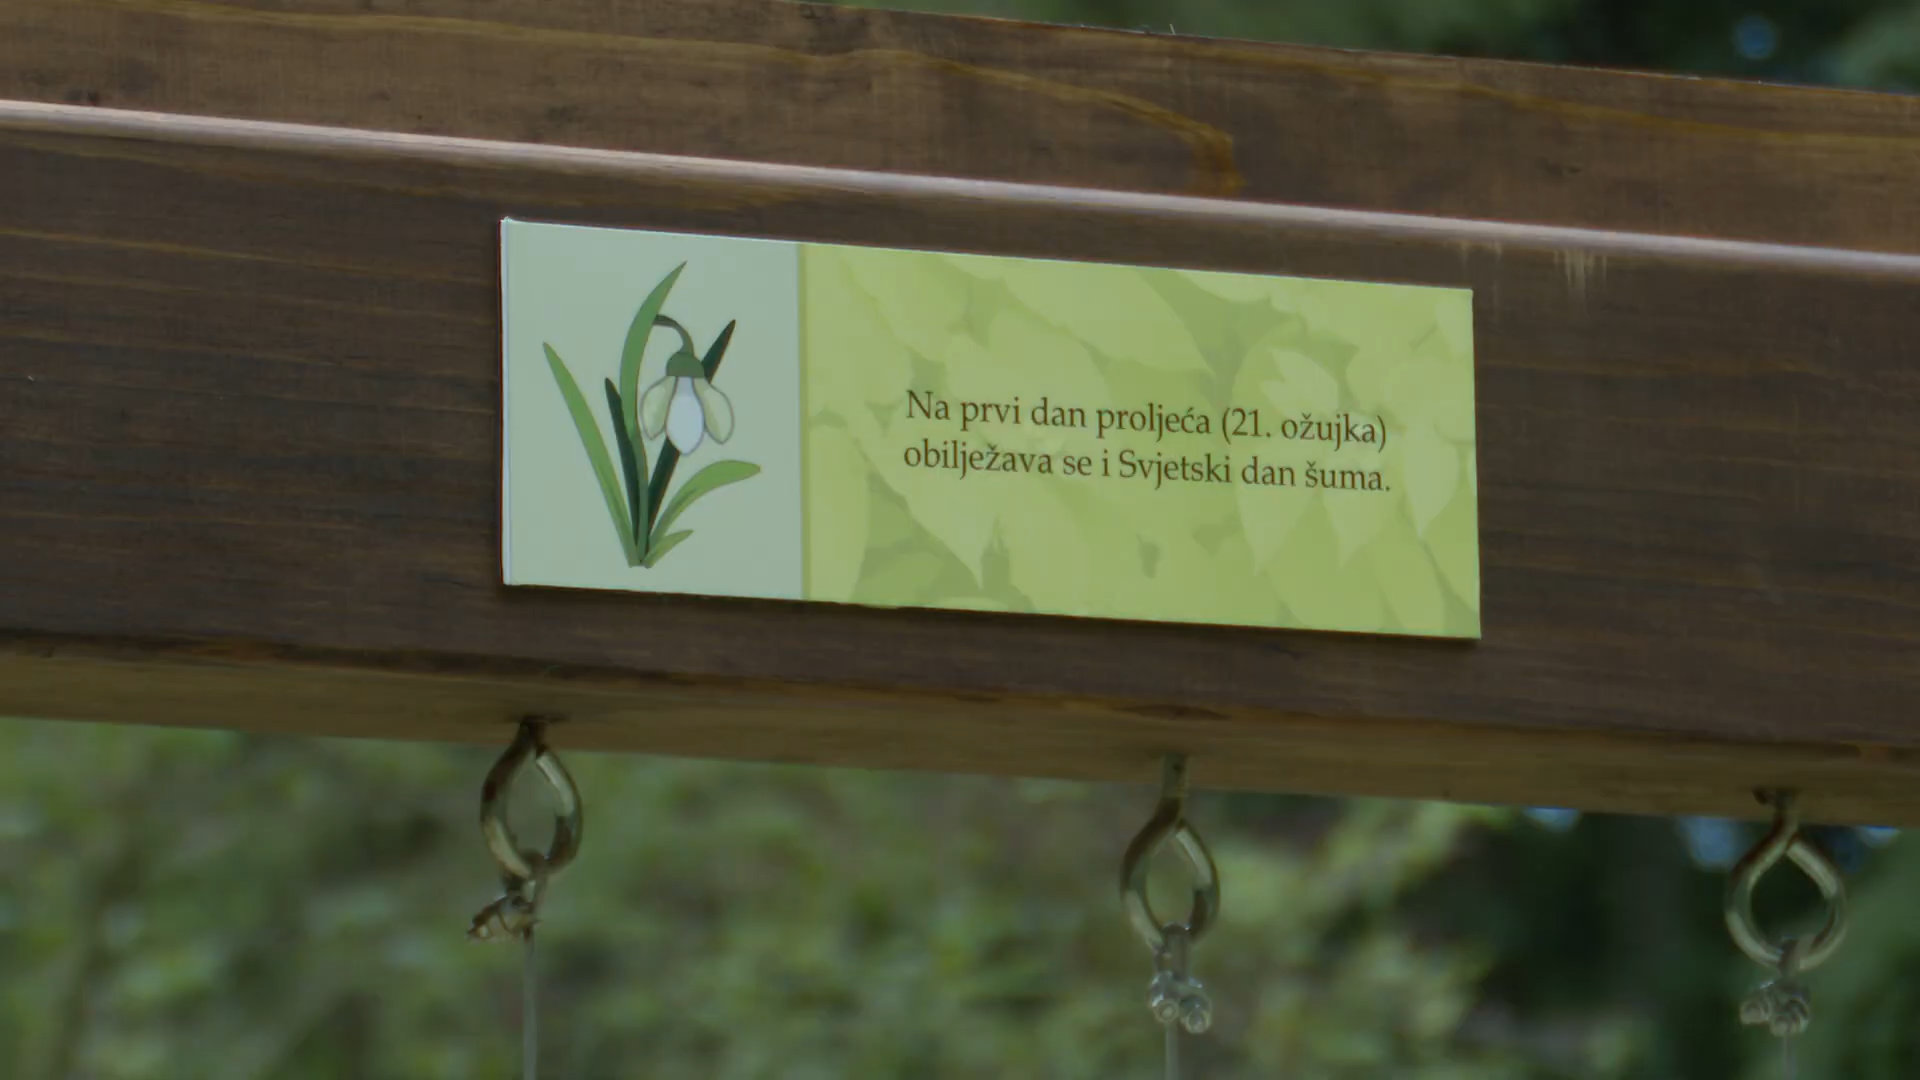 Na prvi dan proljeća (21. ožujka)
obilježava se i Svjetski dan šuma.